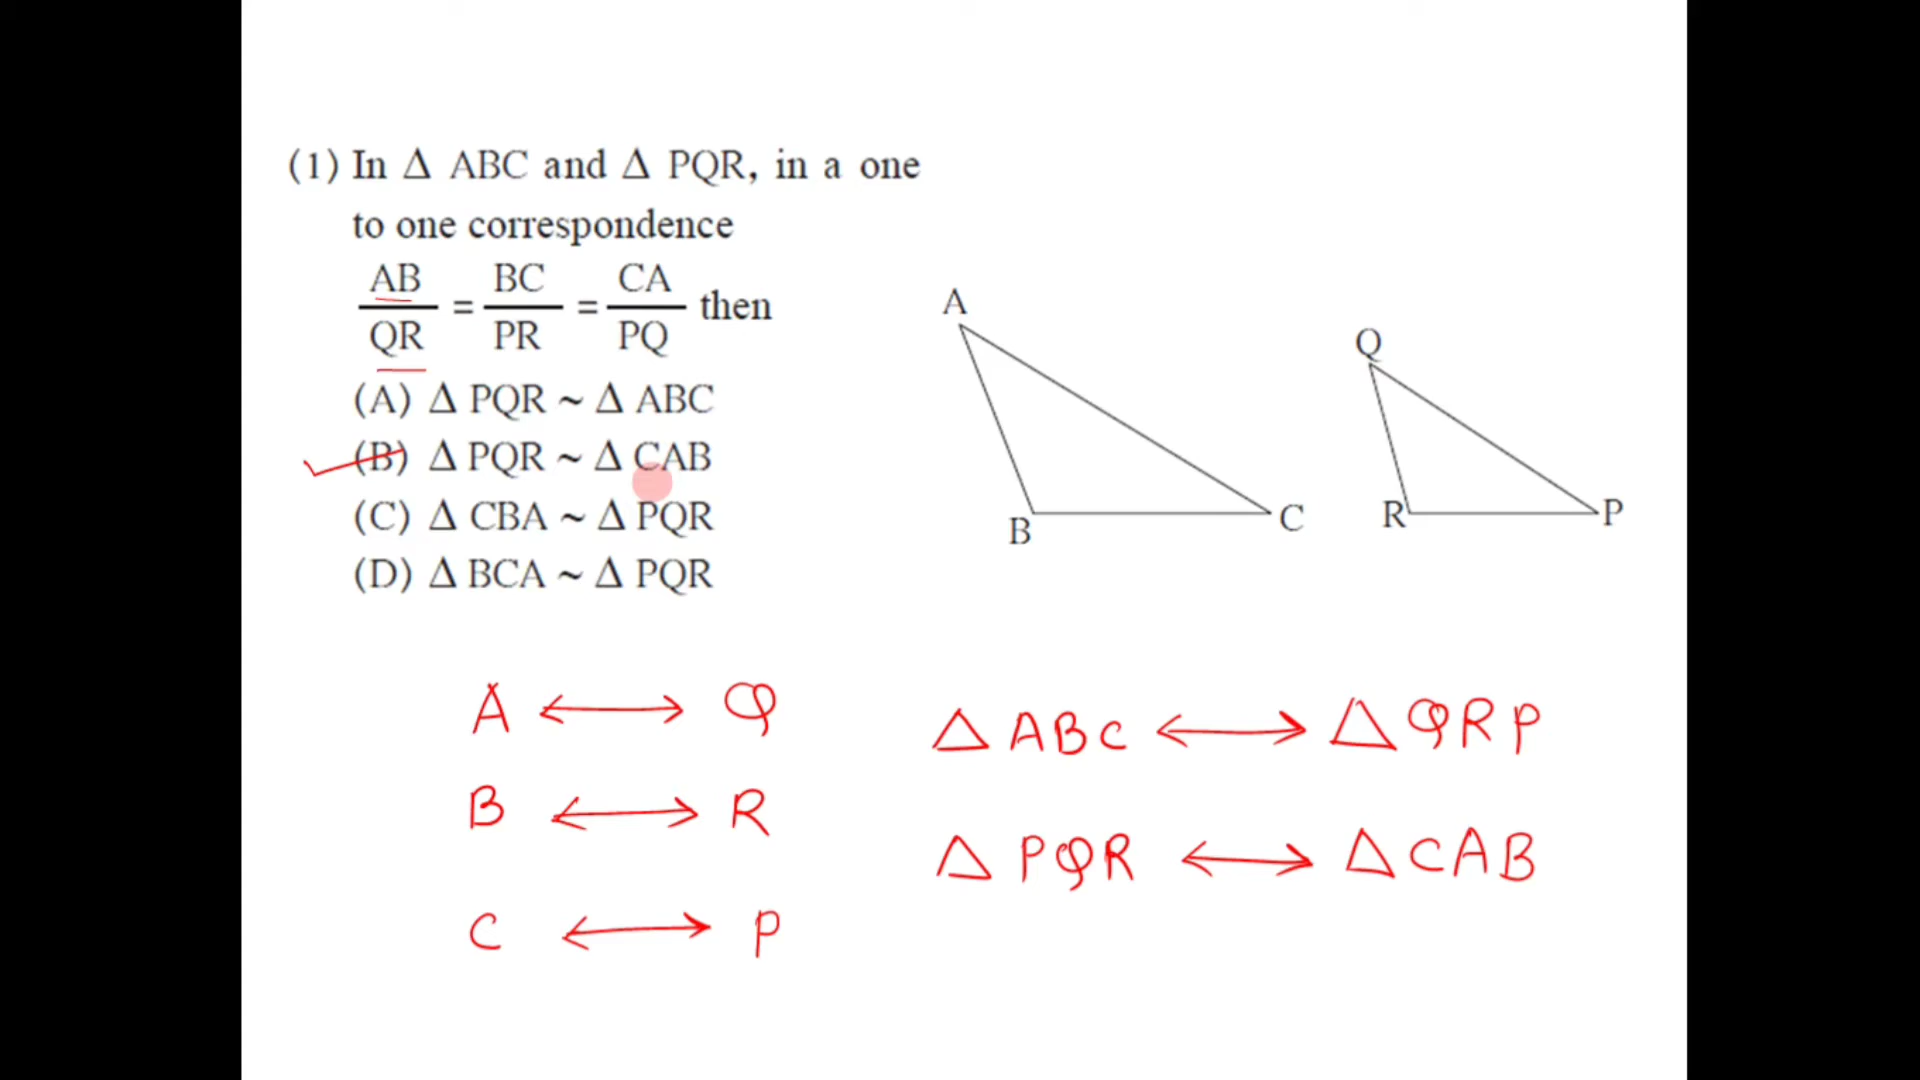 (1) In Δ ABC and Δ PQR, in a one
to one correspondence
AB/QR = BC/PR = CA/PQ then
(A) Δ PQR ~ Δ ABC
(B) Δ PQR ~ Δ CAB
(C) Δ CBA ~ Δ PQR
(D) Δ BCA ~ Δ PQR
A
B
C
Q
R
P
A ↔ Q
B ↔ R
C ↔ P
Δ ABC ↔ Δ QRP
Δ PQR ↔ Δ CAB